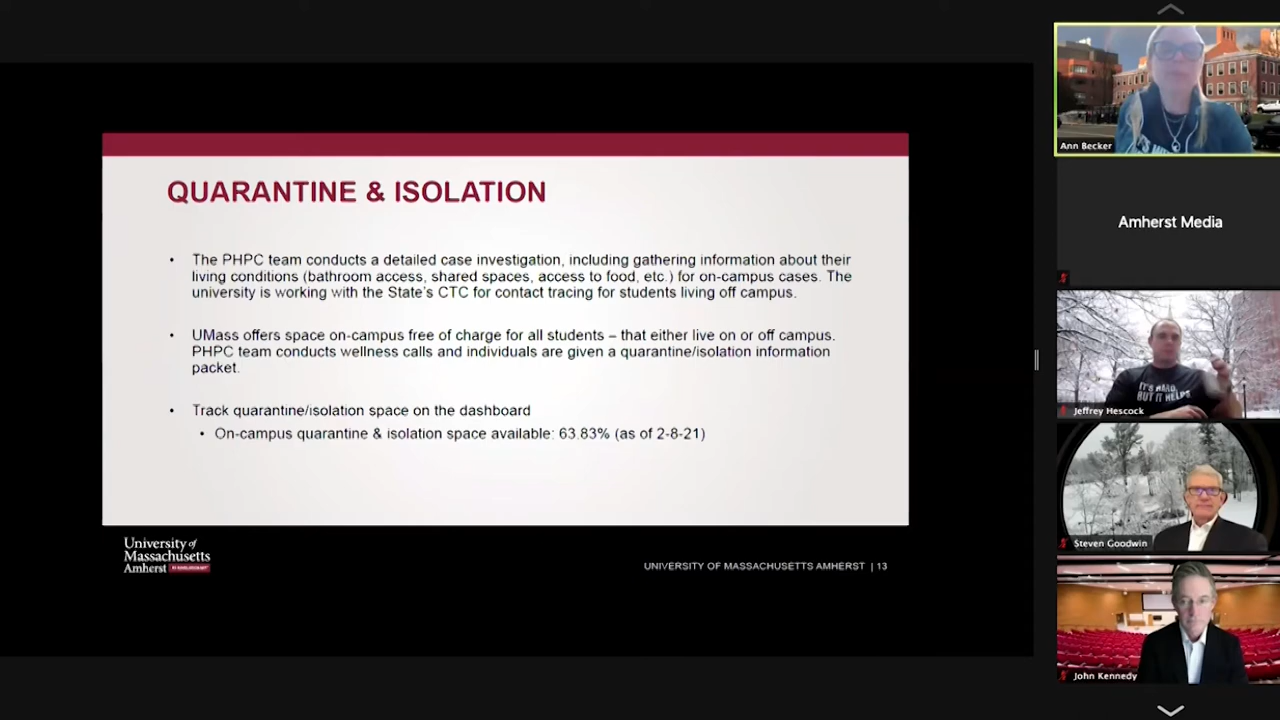 QUARANTINE & ISOLATION
• The PHPC team conducts a detailed case investigation, including gathering information about their
living conditions (bathroom access, shared spaces, access to food, etc.) for on-campus cases. The
university is working with the State's CTC for contact tracing for students living off campus.
• UMass offers space on-campus free of charge for all students – that either live on or off campus.
PHPC team conducts wellness calls and individuals are given a quarantine/isolation information
packet.
• Track quarantine/isolation space on the dashboard
• On-campus quarantine & isolation space available: 63.83% (as of 2-8-21)
University of
Massachusetts
Amherst
UNIVERSITY OF MASSACHUSETTS AMHERST | 13
Ann Becker
Amherst Media
IT'S HARD,
BUT IT HELPS
Jeffrey Hescock
Steven Goodwin
John Kennedy